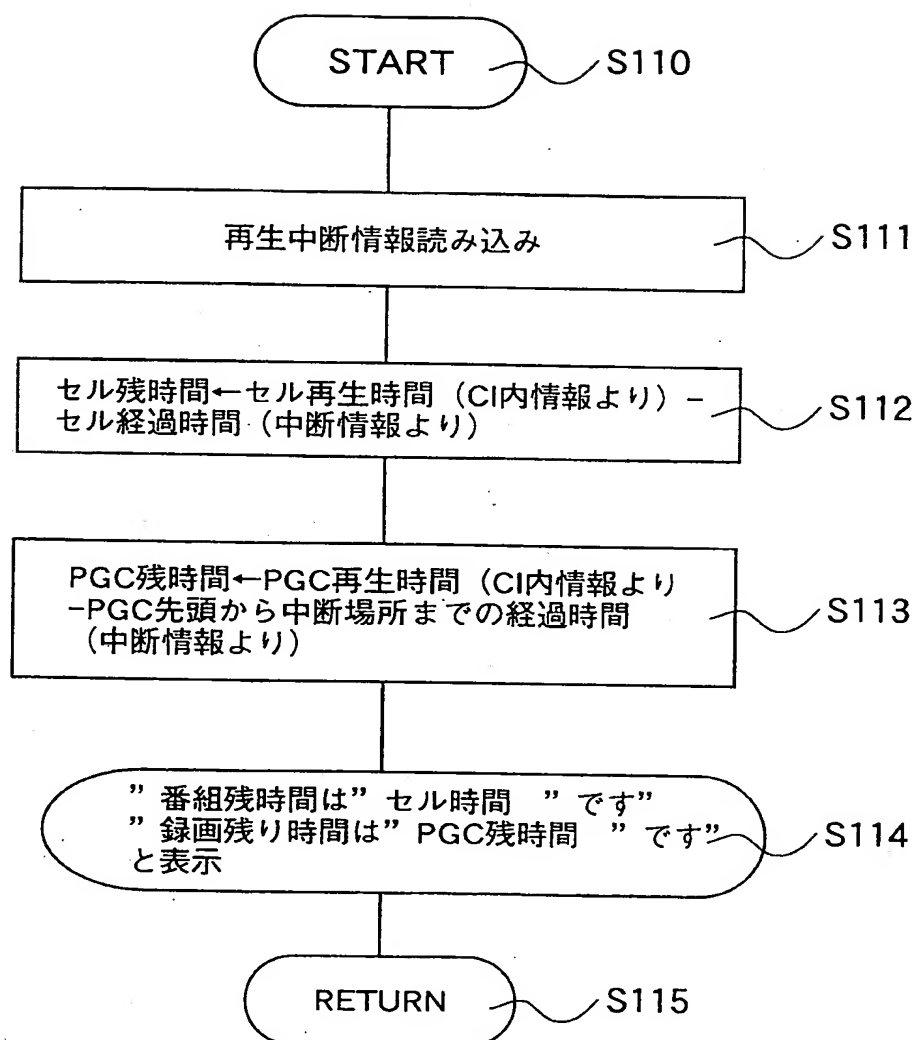 START
S110
再生中断情報読み込み
S111
セル残時間←セル再生時間（CI内情報より）－
セル経過時間（中断情報より）
S112
PGC残時間←PGC再生時間（CI内情報より
－PGC先頭から中断場所までの経過時間
（中断情報より）
S113
”番組残時間は”セル時間　”です”
”録画残り時間は”PGC残時間　”です”
と表示
S114
RETURN
S115